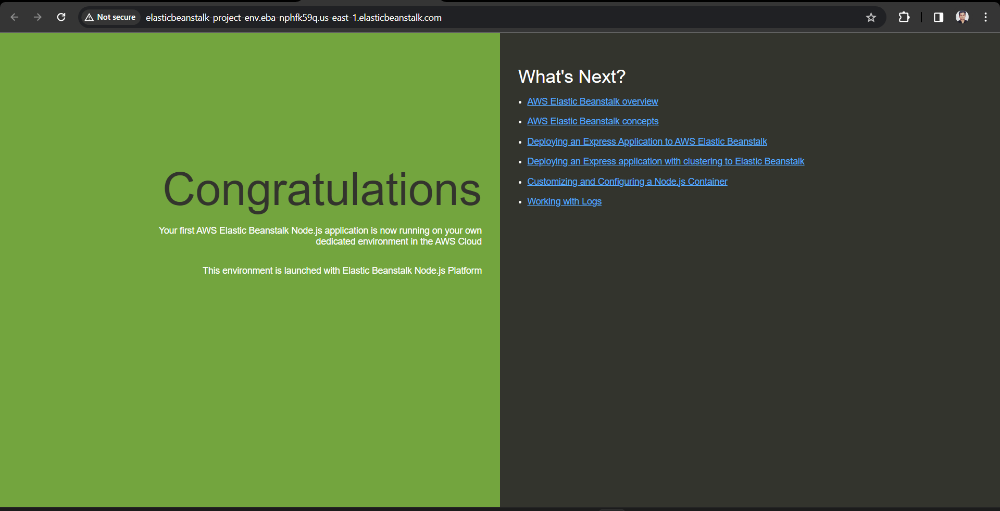 Not secure
elasticbeanstalk-project-env.eba-nphfk59q.us-east-1.elasticbeanstalk.com
Congratulations
Your first AWS Elastic Beanstalk Node.js application is now running on your own
dedicated environment in the AWS Cloud
This environment is launched with Elastic Beanstalk Node.js Platform
What's Next?
AWS Elastic Beanstalk overview
AWS Elastic Beanstalk concepts
Deploying an Express Application to AWS Elastic Beanstalk
Deploying an Express application with clustering to Elastic Beanstalk
Customizing and Configuring a Node.js Container
Working with Logs